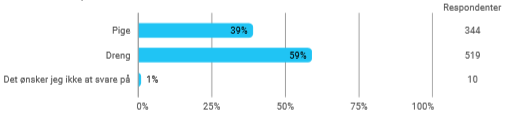 Respondenter
Pige 39% 344
Dreng 59% 519
Det ønsker jeg ikke at svare på 1% 10
0% 25% 50% 75% 100%